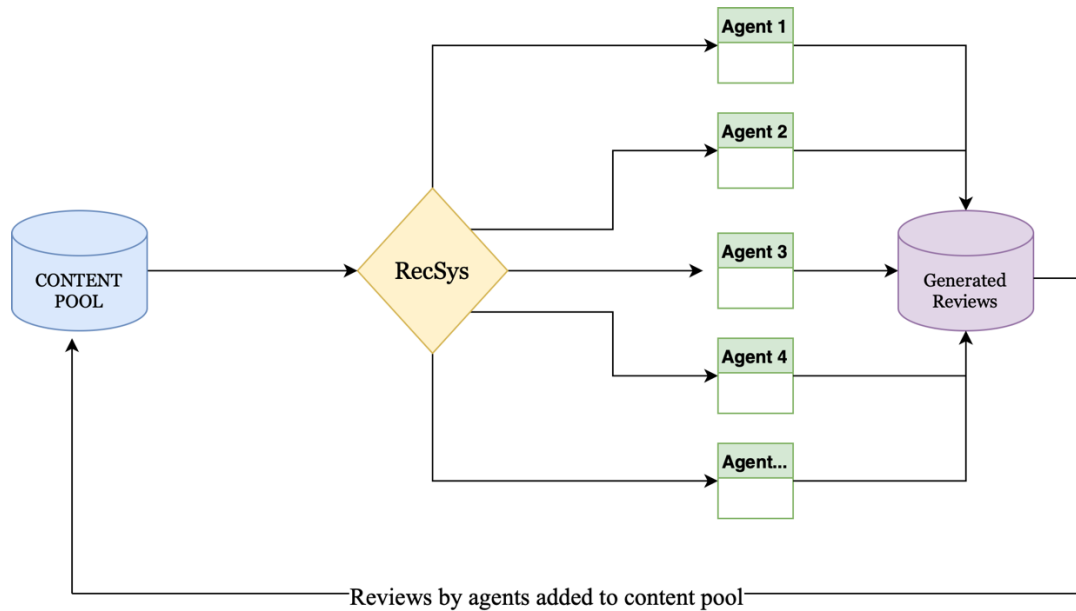 Agent 1
Agent 2
CONTENT
POOL
RecSys
Agent 3
Generated
Reviews
Agent 4
Agent...
Reviews by agents added to content pool